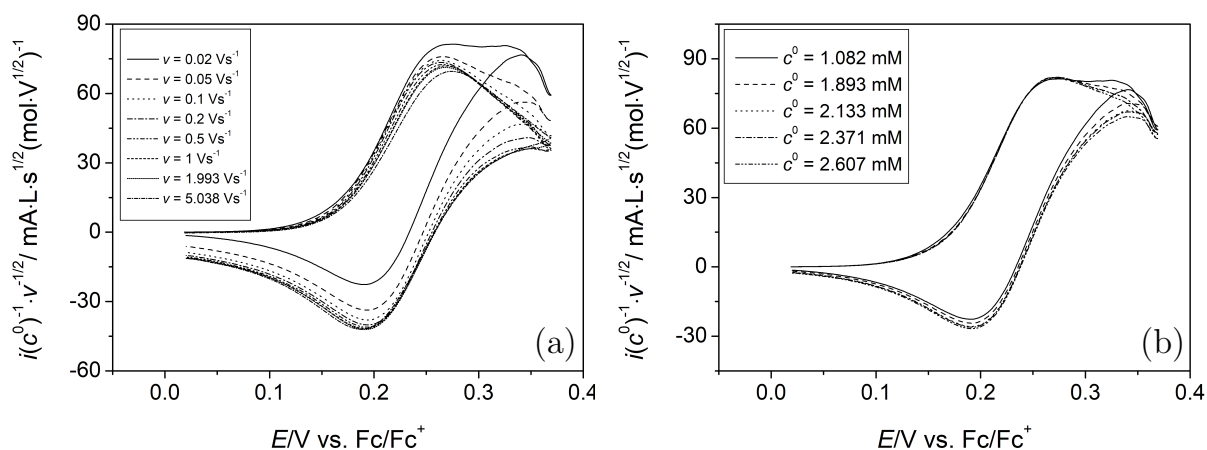 90
60
30
0
-30
-60
i(c⁰)⁻¹·v⁻¹/²/ mA·L·s¹/²(mol·V¹/²)⁻¹
v = 0.02 Vs⁻¹
v = 0.05 Vs⁻¹
v = 0.1 Vs⁻¹
v = 0.2 Vs⁻¹
v = 0.5 Vs⁻¹
v = 1 Vs⁻¹
v = 1.993 Vs⁻¹
v = 5.038 Vs⁻¹
(a)
0.0 0.1 0.2 0.3 0.4
E/V vs. Fc/Fc⁺
90
60
30
0
-30
i(c⁰)⁻¹·v⁻¹/²/ mA·L·s¹/²(mol·V¹/²)⁻¹
c⁰ = 1.082 mM
c⁰ = 1.893 mM
c⁰ = 2.133 mM
c⁰ = 2.371 mM
c⁰ = 2.607 mM
(b)
0.0 0.1 0.2 0.3 0.4
E/V vs. Fc/Fc⁺